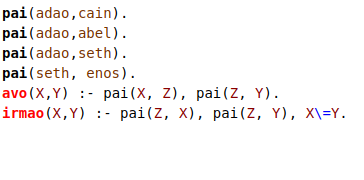 pai(adao,cain).
pai(adao,abel).
pai(adao,seth).
pai(seth, enos).
avo(X,Y) :- pai(X, Z), pai(Z, Y).
irmao(X,Y) :- pai(Z, X), pai(Z, Y), X\=Y.